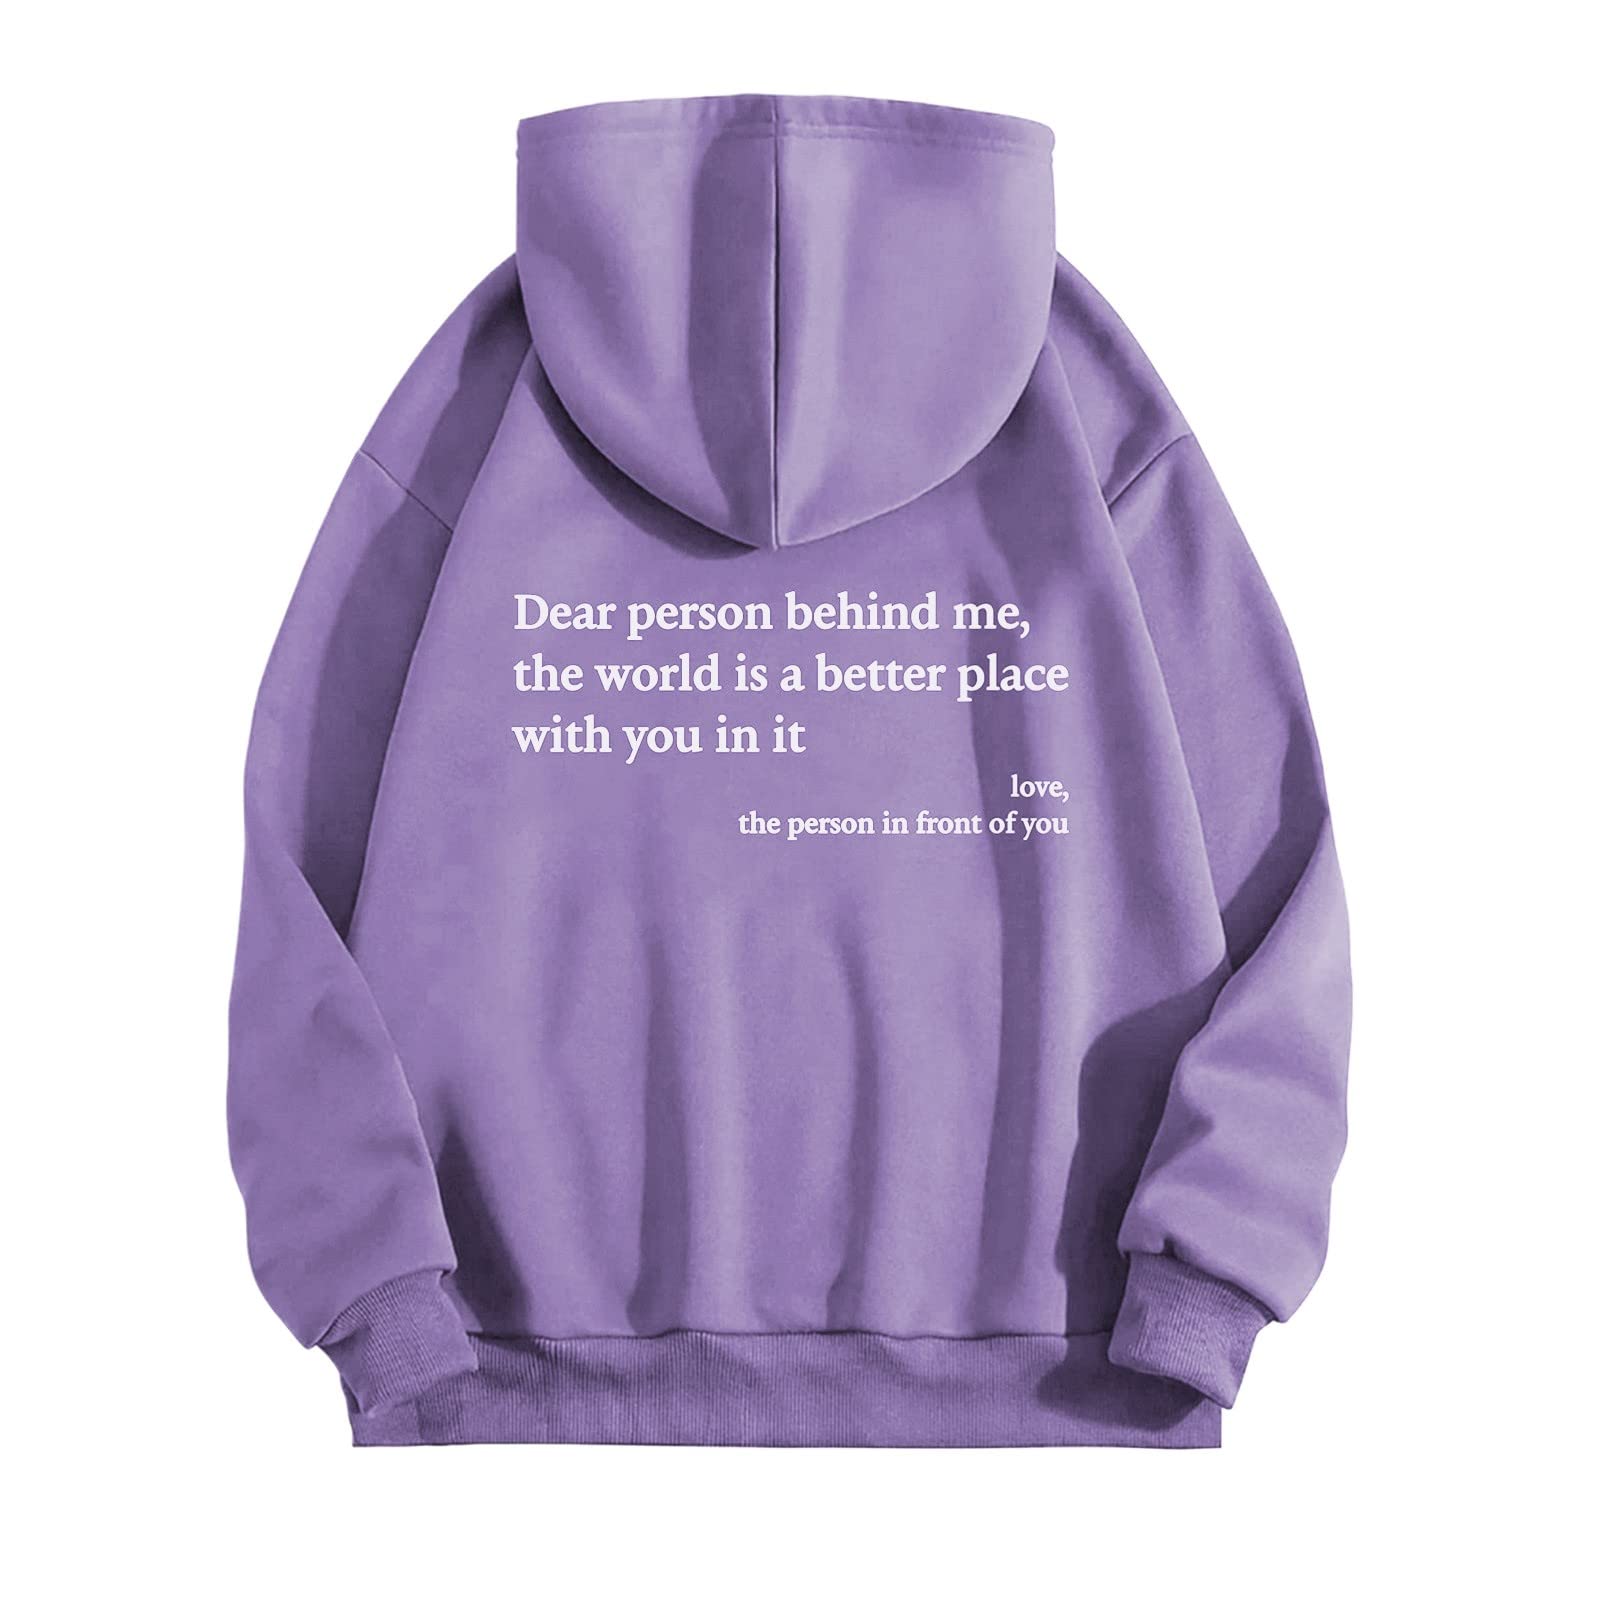 Dear person behind me,
the world is a better place
with you in it
love,
the person in front of you